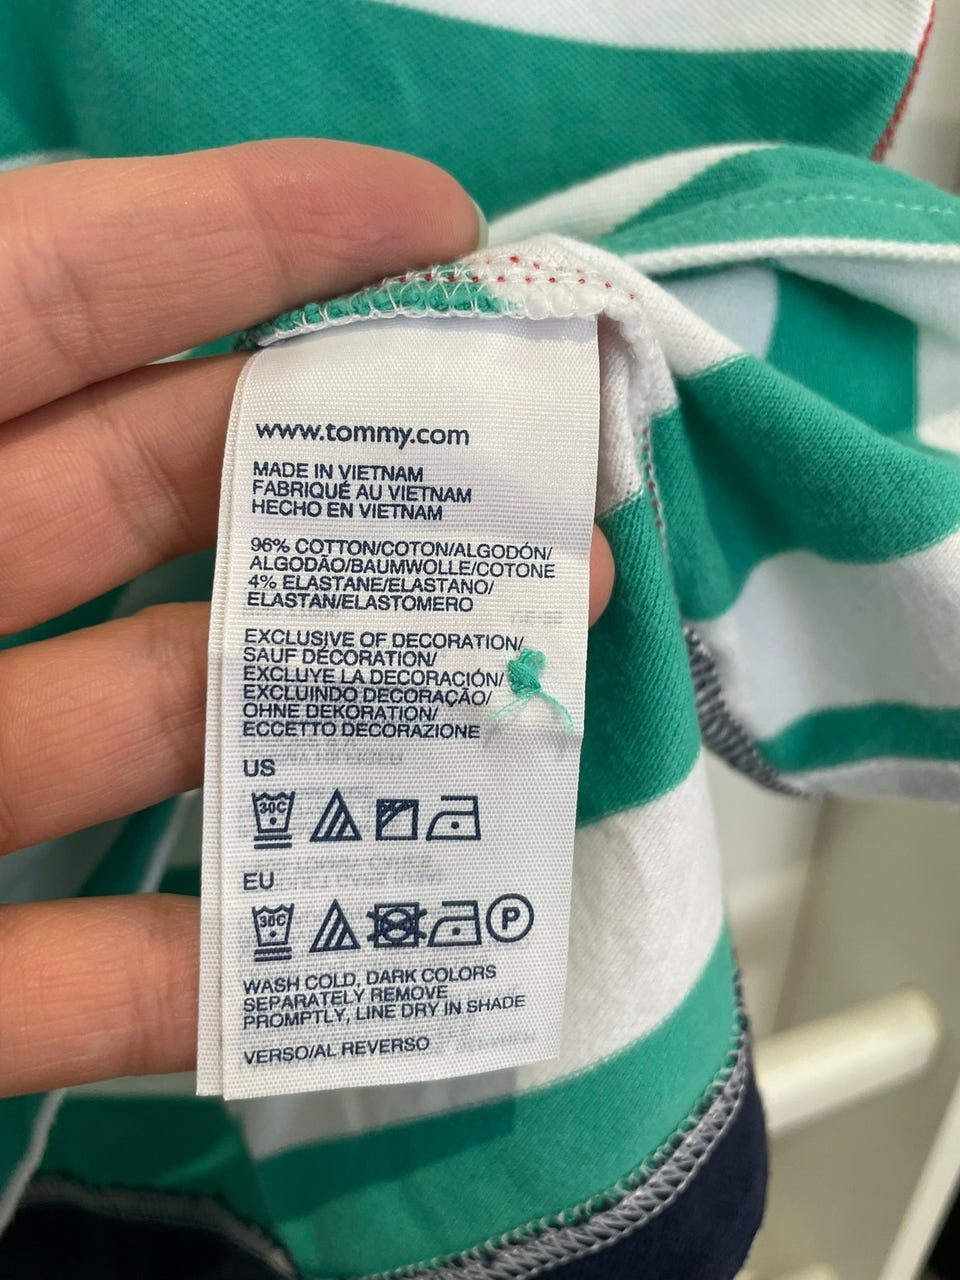 www.tommy.com
MADE IN VIETNAM
FABRIQUÉ AU VIETNAM
HECHO EN VIETNAM
96% COTTON/COTON/ALGODÓN/
ALGODÃO/BAUMWOLLE/COTONE
4% ELASTANE/ELASTANO/
ELASTAN/ELASTOMERO
EXCLUSIVE OF DECORATION/
SAUF DÉCORATION/
EXCLUYE LA DECORACIÓN/
EXCLUINDO DECORAÇÃO/
OHNE DEKORATION/
ECCETTO DECORAZIONE
US
30C
EU
30C P
WASH COLD, DARK COLORS
SEPARATELY REMOVE
PROMPTLY, LINE DRY IN SHADE
VERSO/AL REVERSO